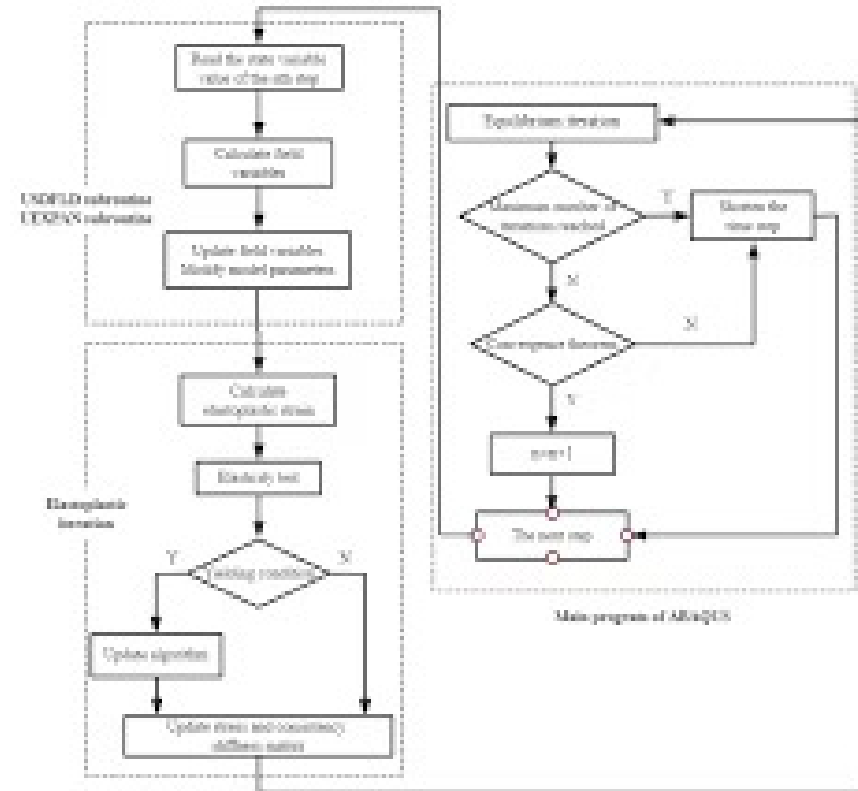 Read the state variable
value of the nth step
Calculate field
variables
USDFLD subroutine
UEXPAN subroutine
Update field variables
Modify model parameters
Calculate
elastoplastic strain
Elasticity test
Elastoplastic
iteration
Y
N
condition
Update algorithm
Update stress and consistency
stiffness matrix
Equilibrium iteration
Maximum number of
iterations reached
Y
Shorten the
time step
N
Convergence
N
Y
n=n+1
The next step
Main program of ABAQUS